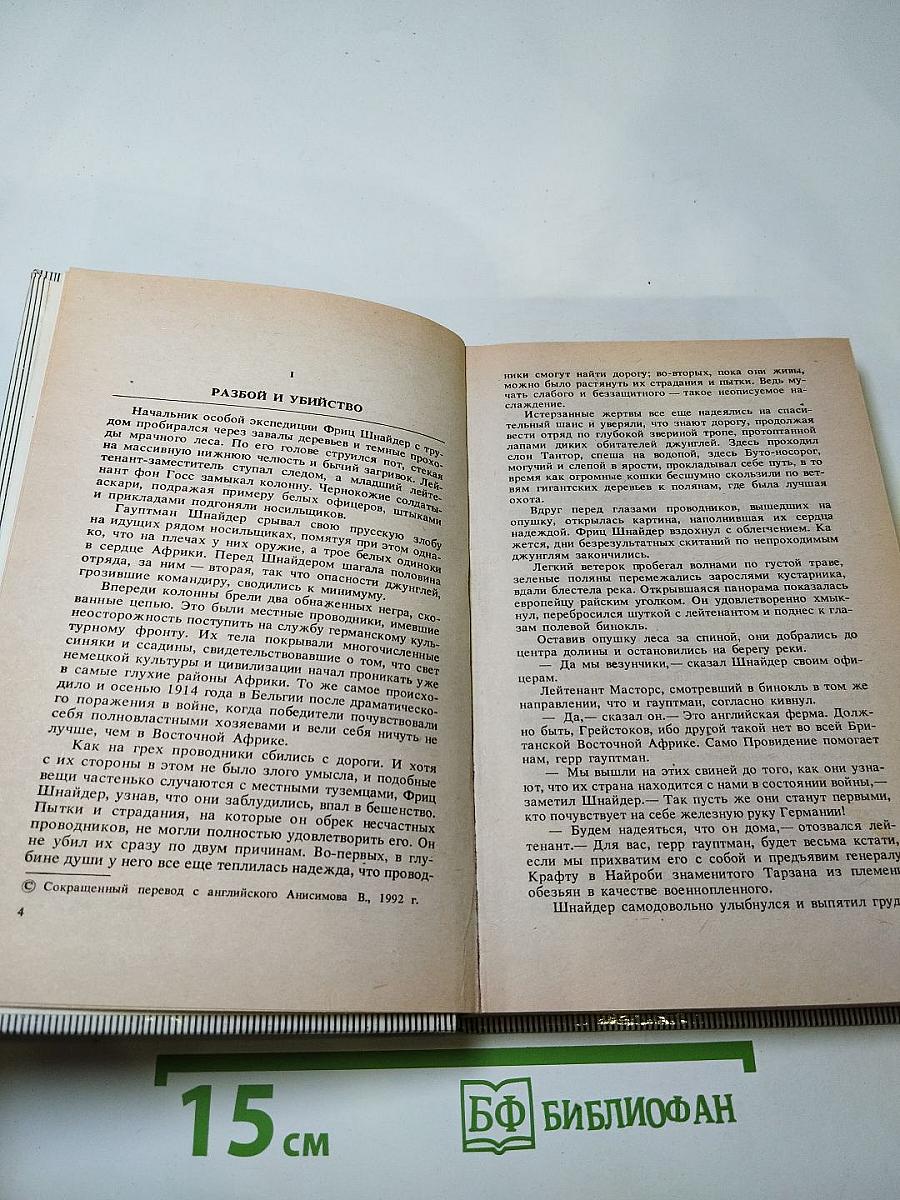 I
РАЗБОЙ И УБИЙСТВО
Начальник особой экспедиции Фриц Шнайдер с тру-
дом пробирался через завалы деревьев и темные прохо-
ды мрачного леса. По его голове струился пот, стекая
на массивную нижнюю челюсть и бычий загривок. Лей-
тенант-заместитель ступал следом, а младший лейте-
нант фон Госс замыкал колонну. Чернокожие солдаты-
аскари, подражая примеру белых офицеров, штыками
и прикладами подгоняли носильщиков.
Гауптман Шнайдер срывал свою прусскую злобу
на идущих рядом носильщиках, помятуя при этом одна-
ко, что на плечах у них оружие, а трое белых одиноки
в сердце Африки. Перед Шнайдером шагала половина
отряда, за ним — вторая, так что опасности джунглей,
грозившие командиру, сводились к минимуму.
Впереди колонны брели два обнаженных негра, ско-
ванные цепью. Это были местные проводники, имевшие
неосторожность поступить на службу германскому куль-
турному фронту. Их тела покрывали многочисленные
синяки и ссадины, свидетельствовавшие о том, что свет
немецкой культуры и цивилизации начал проникать уже
в самые глухие районы Африки. То же самое происхо-
дило и осенью 1914 года в Бельгии после драматическо-
го поражения в войне, когда победители почувствовали
себя полновластными хозяевами и вели себя ничуть не
лучше, чем в Восточной Африке.
Как на грех проводники сбились с дороги. И хотя
с их стороны в этом не было злого умысла, и подобные
вещи частенько случаются с местными туземцами, Фриц
Шнайдер, узнав, что они заблудились, впал в бешенство.
Пытки и страдания, на которые он обрек несчастных
проводников, не могли полностью удовлетворить его. Он
не убил их сразу по двум причинам. Во-первых, в глу-
бине души у него все еще теплилась надежда, что провод-
© Сокращенный перевод с английского Анисимова В., 1992 г.
4
ники смогут найти дорогу; во-вторых, пока они живы,
можно было растянуть их страдания и пытки. Ведь му-
чать слабого и беззащитного — такое неописуемое на-
слаждение.
Истерзанные жертвы все еще надеялись на спаси-
тельный шанс и уверяли, что знают дорогу, продолжая
вести отряд по глубокой звериной тропе, протоптанной
лапами диких обитателей джунглей. Здесь проходил
слон Тантор, спеша на водопой, здесь Буто-носорог,
могучий и слепой в ярости, прокладывал себе путь, в то
время как огромные кошки бесшумно скользили по вет-
вям гигантских деревьев к полянам, где была лучшая
охота.
Вдруг перед глазами проводников, вышедших на
опушку, открылась картина, наполнившая их сердца
надеждой. Фриц Шнайдер вздохнул с облегчением. Ка
жется, дни безрезультатных скитаний по непроходимым
джунглям закончились.
Легкий ветерок пробегал волнами по густой траве,
зеленые поляны перемежались зарослями кустарника,
вдали блестела река. Открывшаяся панорама показалась
европейцу райским уголком. Он удовлетворенно хмык-
нул, перебросился шуткой с лейтенантом и поднес к гла-
зам полевой бинокль.
Оставив опушку леса за спиной, они добрались до
центра долины и остановились на берегу реки.
— Да мы везунчики,— сказал Шнайдер своим офи-
церам.
Лейтенант Масторс, смотревший в бинокль в том же
направлении, что и гауптман, согласно кивнул.
— Да,— сказал он.— Это английская ферма. Долж-
но быть, Грейстоков, ибо другой такой нет во всей Бри-
танской Восточной Африке. Само Провидение помогает
нам, герр гауптман.
— Мы вышли на этих свиней до того, как они узна-
ют, что их страна находится с нами в состоянии войны,—
заметил Шнайдер.— Так пусть же они станут первыми,
кто почувствует на себе железную руку Германии!
— Будем надеяться, что он дома,— отозвался лей-
тенант.— Для вас, герр гауптман, будет весьма кстати,
если мы прихватим его с собой и предъявим генералу
Крафту в Найроби знаменитого Тарзана из племени
обезьян в качестве военнопленного.
Шнайдер самодовольно улыбнулся и выпятил груд
15 см
БФ БИБЛИОФАН